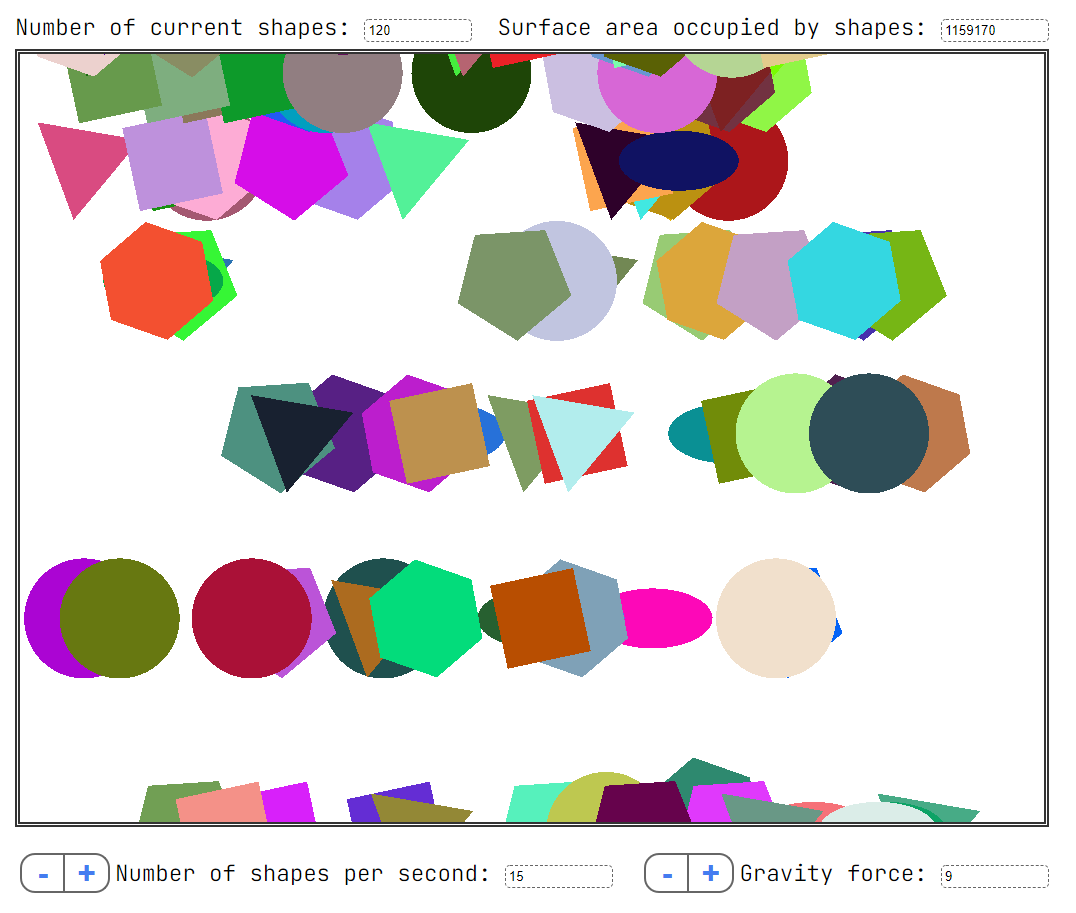 Number of current shapes: 120 Surface area occupied by shapes: 1159170
- + Number of shapes per second: 15 - + Gravity force: 9